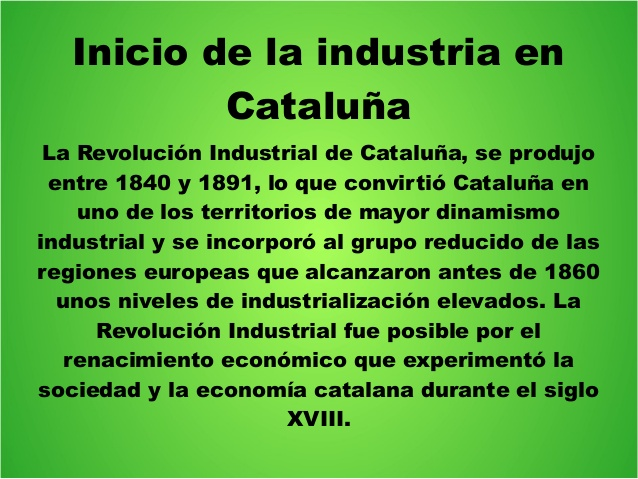 Inicio de la industria en
Cataluña
La Revolución Industrial de Cataluña, se produjo
entre 1840 y 1891, lo que convirtió Cataluña en
uno de los territorios de mayor dinamismo
industrial y se incorporó al grupo reducido de las
regiones europeas que alcanzaron antes de 1860
unos niveles de industrialización elevados. La
Revolución Industrial fue posible por el
renacimiento económico que experimentó la
sociedad y la economía catalana durante el siglo
XVIII.